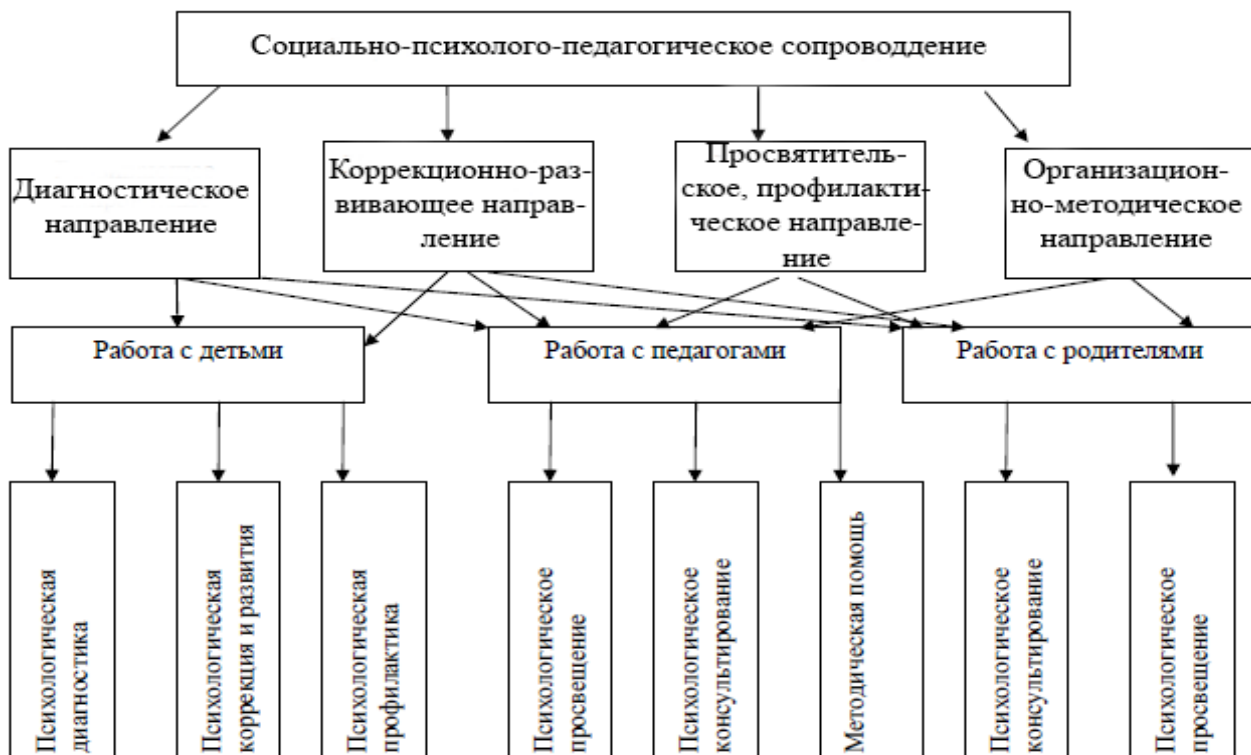 Социально-психолого-педагогическое сопроводдение
Диагностическое
направление
Коррекционно-раз-
вивающее направ-
ление
Просвятитель-
ское, профилакти-
ческое направле-
ние
Организацион-
но-методическое
направление
Работа с детьми
Работа с педагогами
Работа с родителями
Психологическая
диагностика
Психологическая
коррекция и развития
Психологическая
профилактика
Психологическое
просвещение
Психологическое
консультирование
Методическая помощь
Психологическое
консультирование
Психологическое
просвещение